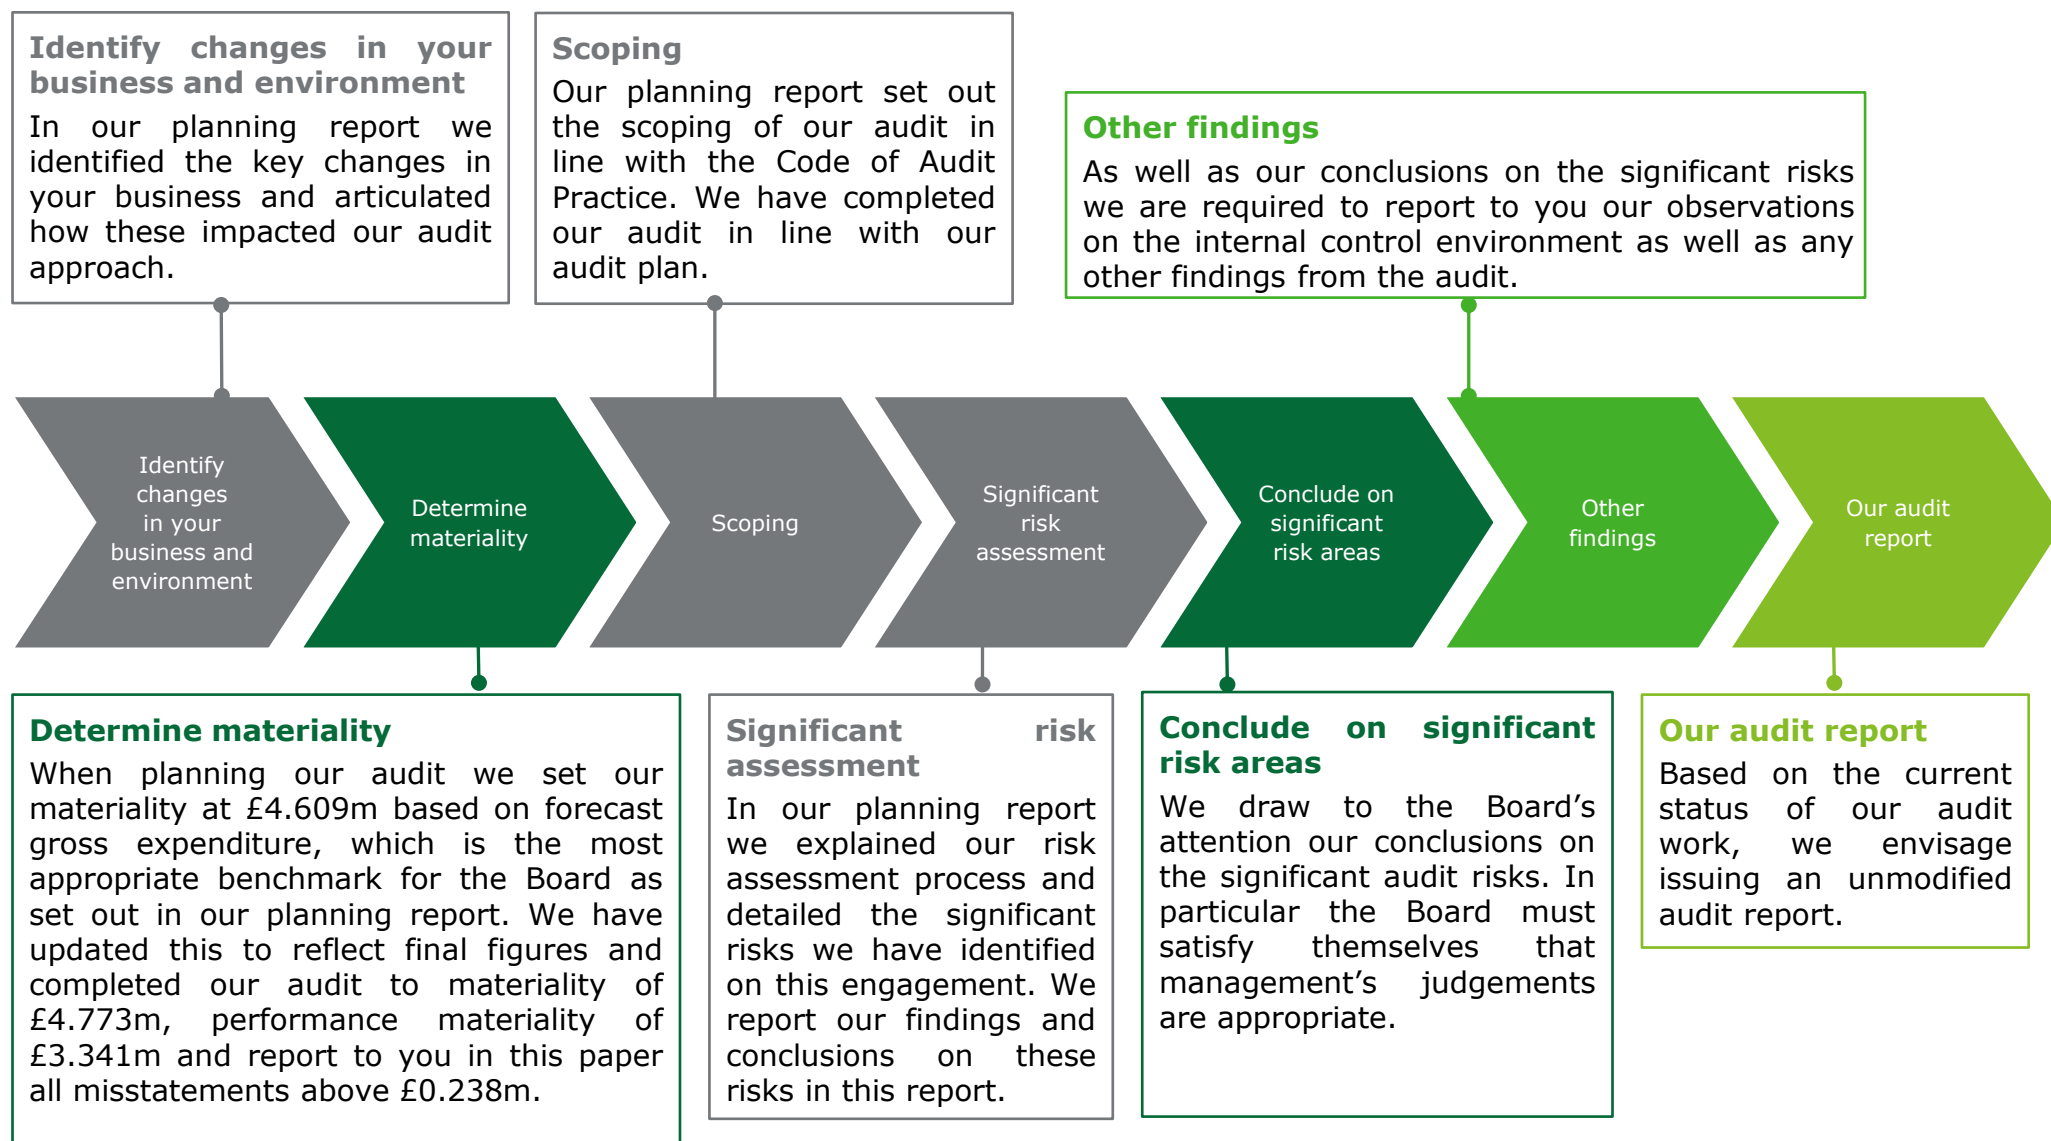 Identify changes in your
business and environment
In our planning report we
identified the key changes in
your business and articulated
how these impacted our audit
approach.
Scoping
Our planning report set out
the scoping of our audit in
line with the Code of Audit
Practice. We have completed
our audit in line with our
audit plan.
Other findings
As well as our conclusions on the significant risks
we are required to report to you our observations
on the internal control environment as well as any
other findings from the audit.
Identify
changes
in your
business and
environment
Determine
materiality
Scoping
Significant
risk
assessment
Conclude on
significant
risk areas
Other
findings
Our audit
report
Determine materiality
When planning our audit we set our
materiality at £4.609m based on forecast
gross expenditure, which is the most
appropriate benchmark for the Board as
set out in our planning report. We have
updated this to reflect final figures and
completed our audit to materiality of
£4.773m, performance materiality of
£3.341m and report to you in this paper
all misstatements above £0.238m.
Significant risk
assessment
In our planning report
we explained our risk
assessment process and
detailed the significant
risks we have identified
on this engagement. We
report our findings and
conclusions on these
risks in this report.
Conclude on significant
risk areas
We draw to the Board’s
attention our conclusions on
the significant audit risks. In
particular the Board must
satisfy themselves that
management’s judgements
are appropriate.
Our audit report
Based on the current
status of our audit
work, we envisage
issuing an unmodified
audit report.